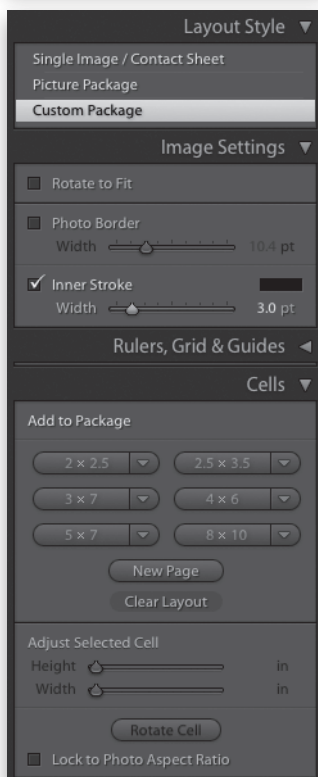 Layout Style
Single Image / Contact Sheet
Picture Package
Custom Package
Image Settings
Rotate to Fit
Photo Border
Width 10.4 pt
Inner Stroke
Width 3.0 pt
Rulers, Grid & Guides
Cells
Add to Package
2 × 2.5 2.5 × 3.5
3 × 7 4 × 6
5 × 7 8 × 10
New Page
Clear Layout
Adjust Selected Cell
Height in
Width in
Rotate Cell
Lock to Photo Aspect Ratio